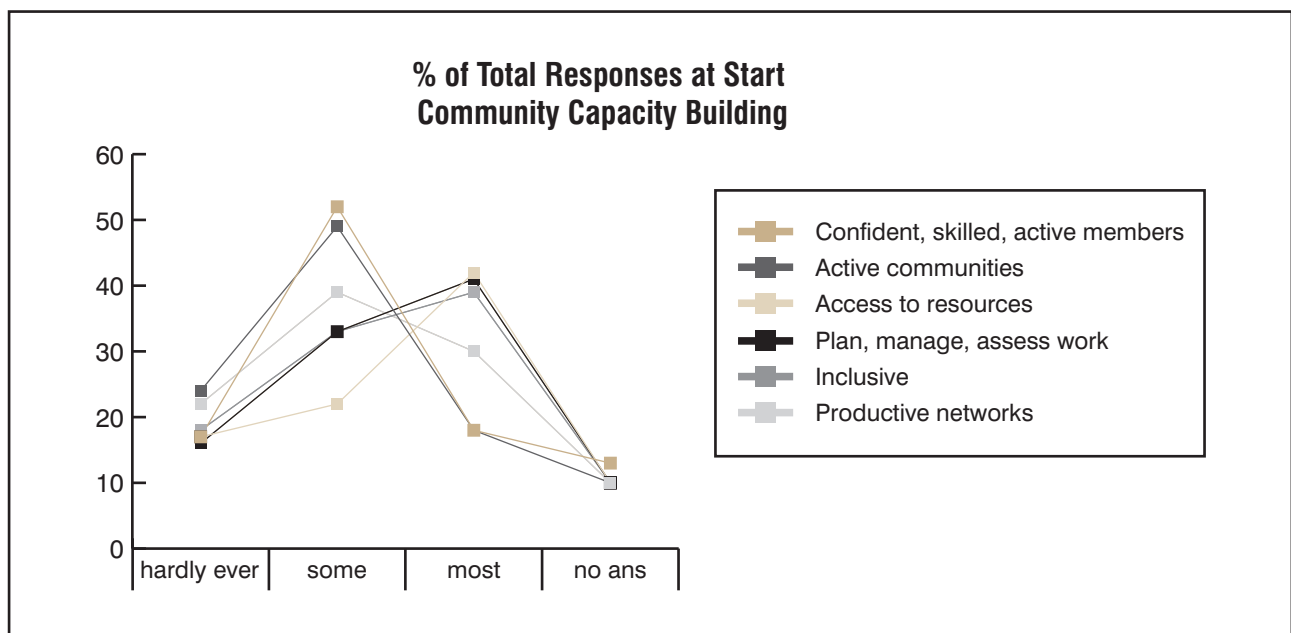 % of Total Responses at Start
Community Capacity Building
60
50
40
30
20
10
0
hardly ever some most no ans
Confident, skilled, active members
Active communities
Access to resources
Plan, manage, assess work
Inclusive
Productive networks